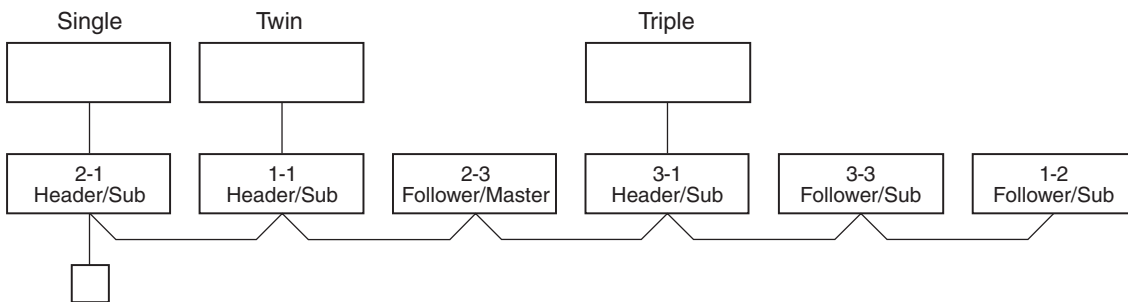 Single
Twin
Triple
2-1
Header/Sub
1-1
Header/Sub
2-3
Follower/Master
3-1
Header/Sub
3-3
Follower/Sub
1-2
Follower/Sub